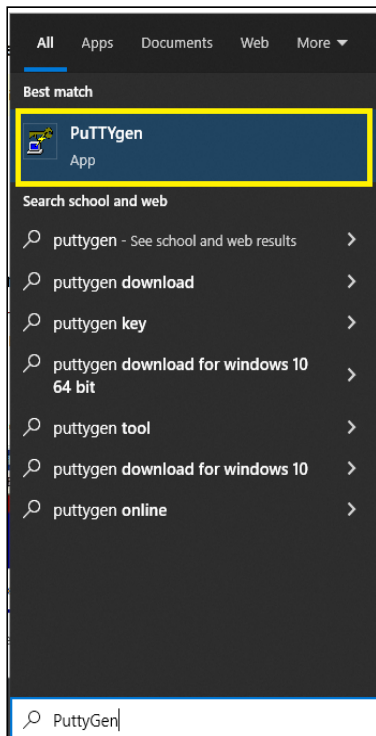 All Apps Documents Web More
Best match
PuTTYgen
App
Search school and web
puttygen - See school and web results
puttygen download
puttygen key
puttygen download for windows 10
64 bit
puttygen tool
puttygen download for windows 10
puttygen online
PuttyGen